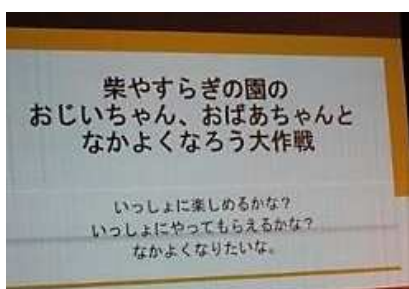 柴やすらぎの園の
おじいちゃん、おばあちゃんと
なかよくなろう大作戦
いっしょに楽しめるかな?
いっしょにやってもらえるかな?
なかよくなりたいな。